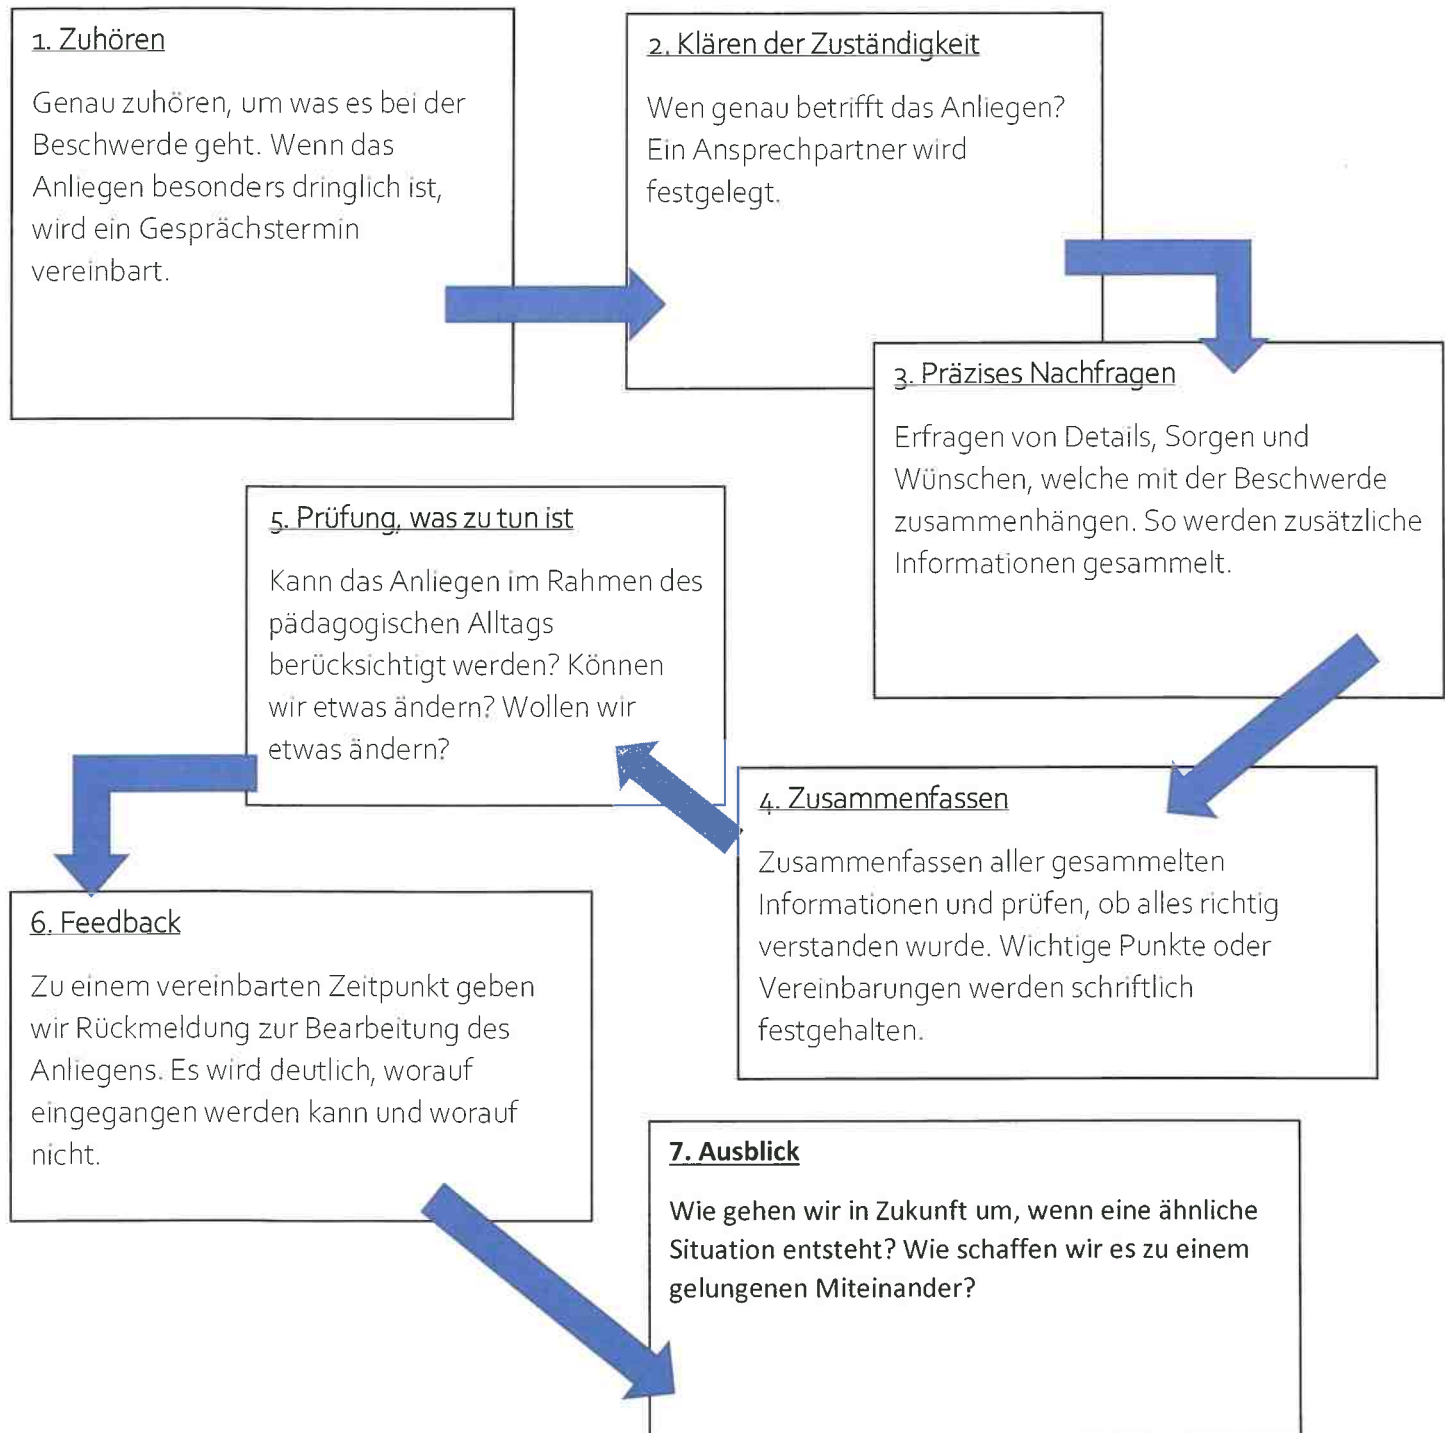 1. Zuhören
Genau zuhören, um was es bei der
Beschwerde geht. Wenn das
Anliegen besonders dringlich ist,
wird ein Gesprächstermin
vereinbart.
2. Klären der Zuständigkeit
Wen genau betrifft das Anliegen?
Ein Ansprechpartner wird
festgelegt.
3. Präzises Nachfragen
Erfragen von Details, Sorgen und
Wünschen, welche mit der Beschwerde
zusammenhängen. So werden zusätzliche
Informationen gesammelt.
4. Zusammenfassen
Zusammenfassen aller gesammelten
Informationen und prüfen, ob alles richtig
verstanden wurde. Wichtige Punkte oder
Vereinbarungen werden schriftlich
festgehalten.
5. Prüfung, was zu tun ist
Kann das Anliegen im Rahmen des
pädagogischen Alltags
berücksichtigt werden? Können
wir etwas ändern? Wollen wir
etwas ändern?
6. Feedback
Zu einem vereinbarten Zeitpunkt geben
wir Rückmeldung zur Bearbeitung des
Anliegens. Es wird deutlich, worauf
eingegangen werden kann und worauf
nicht.
7. Ausblick
Wie gehen wir in Zukunft um, wenn eine ähnliche
Situation entsteht? Wie schaffen wir es zu einem
gelungenen Miteinander?